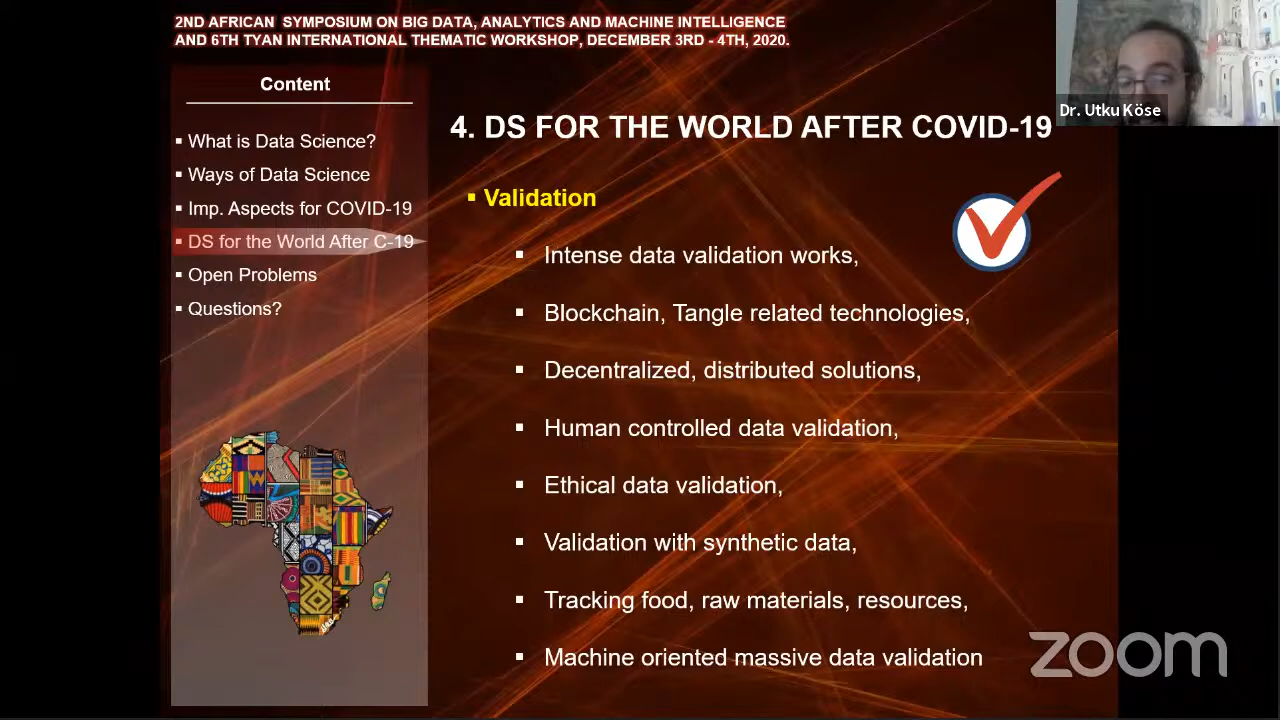 2ND AFRICAN SYMPOSIUM ON BIG DATA, ANALYTICS AND MACHINE INTELLIGENCE
AND 6TH TYAN INTERNATIONAL THEMATIC WORKSHOP, DECEMBER 3RD - 4TH, 2020.
Dr. Utku Köse
Content
▪ What is Data Science?
▪ Ways of Data Science
▪ Imp. Aspects for COVID-19
▪ DS for the World After C-19
▪ Open Problems
▪ Questions?
4. DS FOR THE WORLD AFTER COVID-19
▪ Validation
▪ Intense data validation works,
▪ Blockchain, Tangle related technologies,
▪ Decentralized, distributed solutions,
▪ Human controlled data validation,
▪ Ethical data validation,
▪ Validation with synthetic data,
▪ Tracking food, raw materials, resources,
▪ Machine oriented massive data validation
zoom